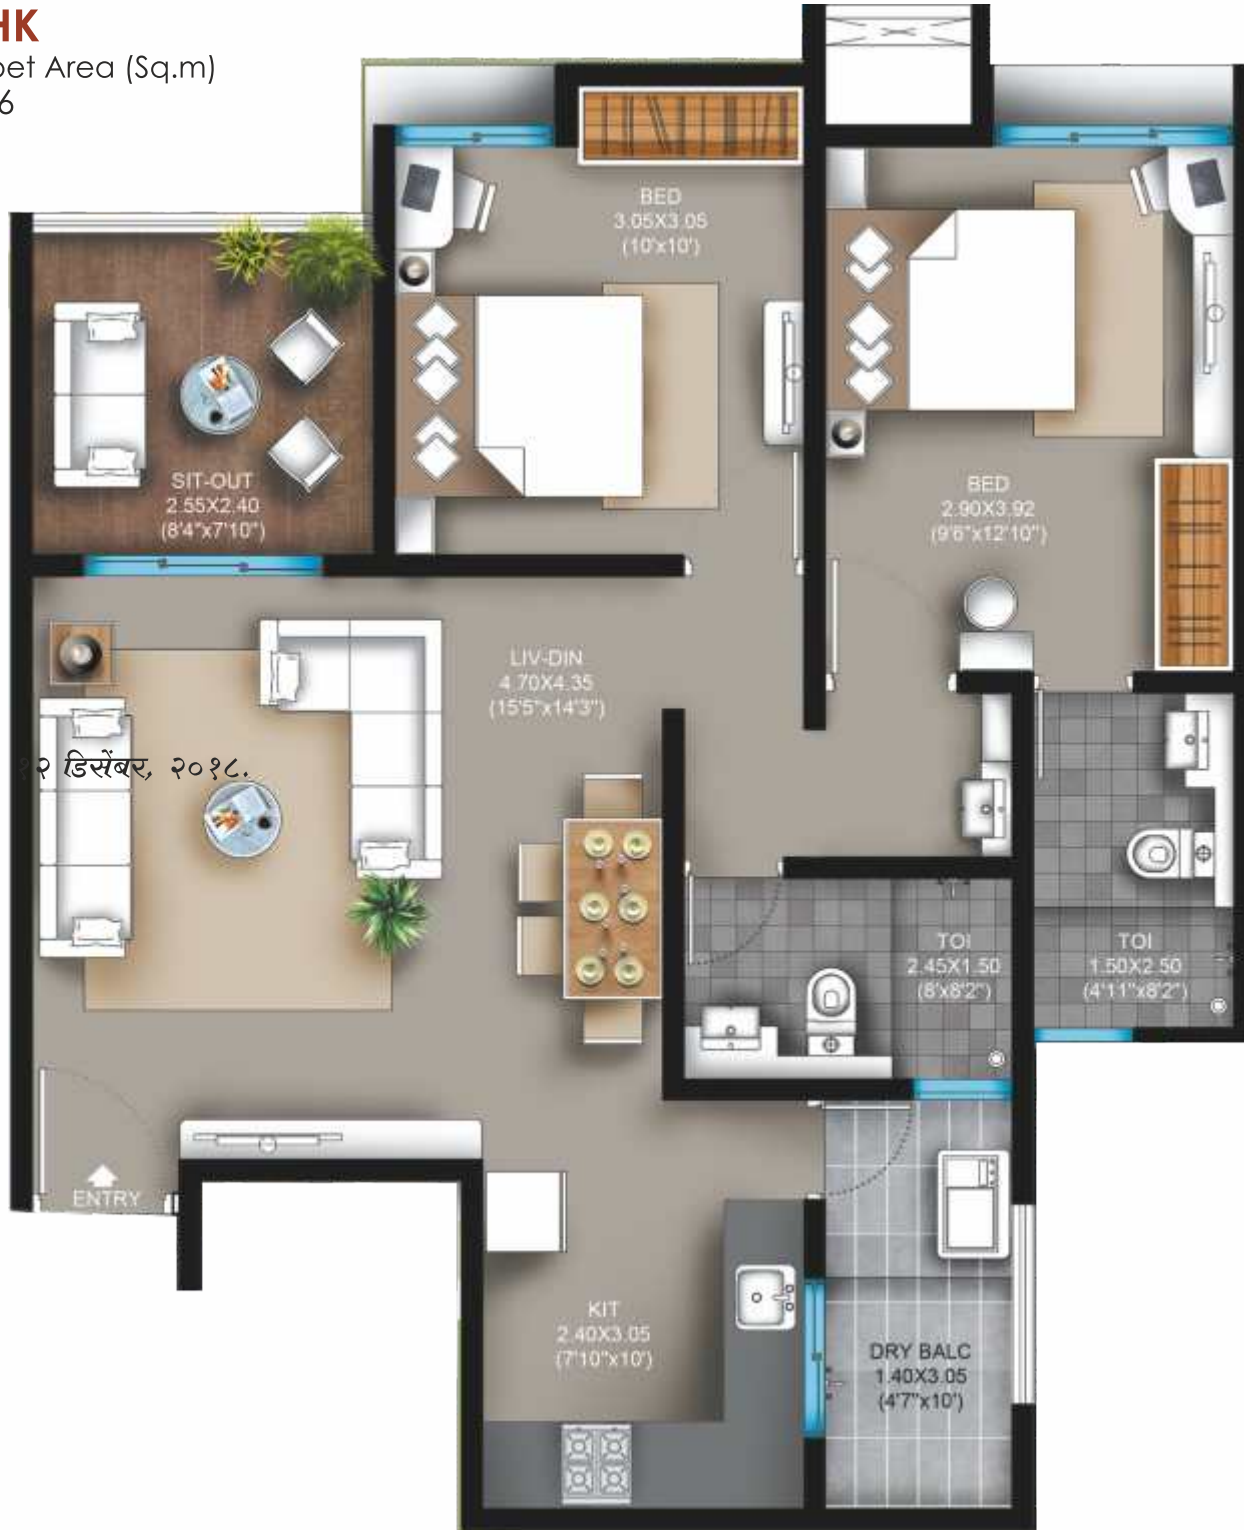 HK
pet Area (Sq.m)
6
BED
3.05X3.05
(10'x10')
SIT-OUT
2.55X2.40
(8'4"x7'10")
BED
2.90X3.92
(9'6"x12'10")
LIV-DIN
4.70X4.35
(15'5"x14'3")
१२ डिसेंबर, २०१८.
TOI
2.45X1.50
(8'x8'2")
TOI
1.50X2.50
(4'11"x8'2")
ENTRY
KIT
2.40X3.05
(7'10"x10')
DRY BALC
1.40X3.05
(4'7"x10')